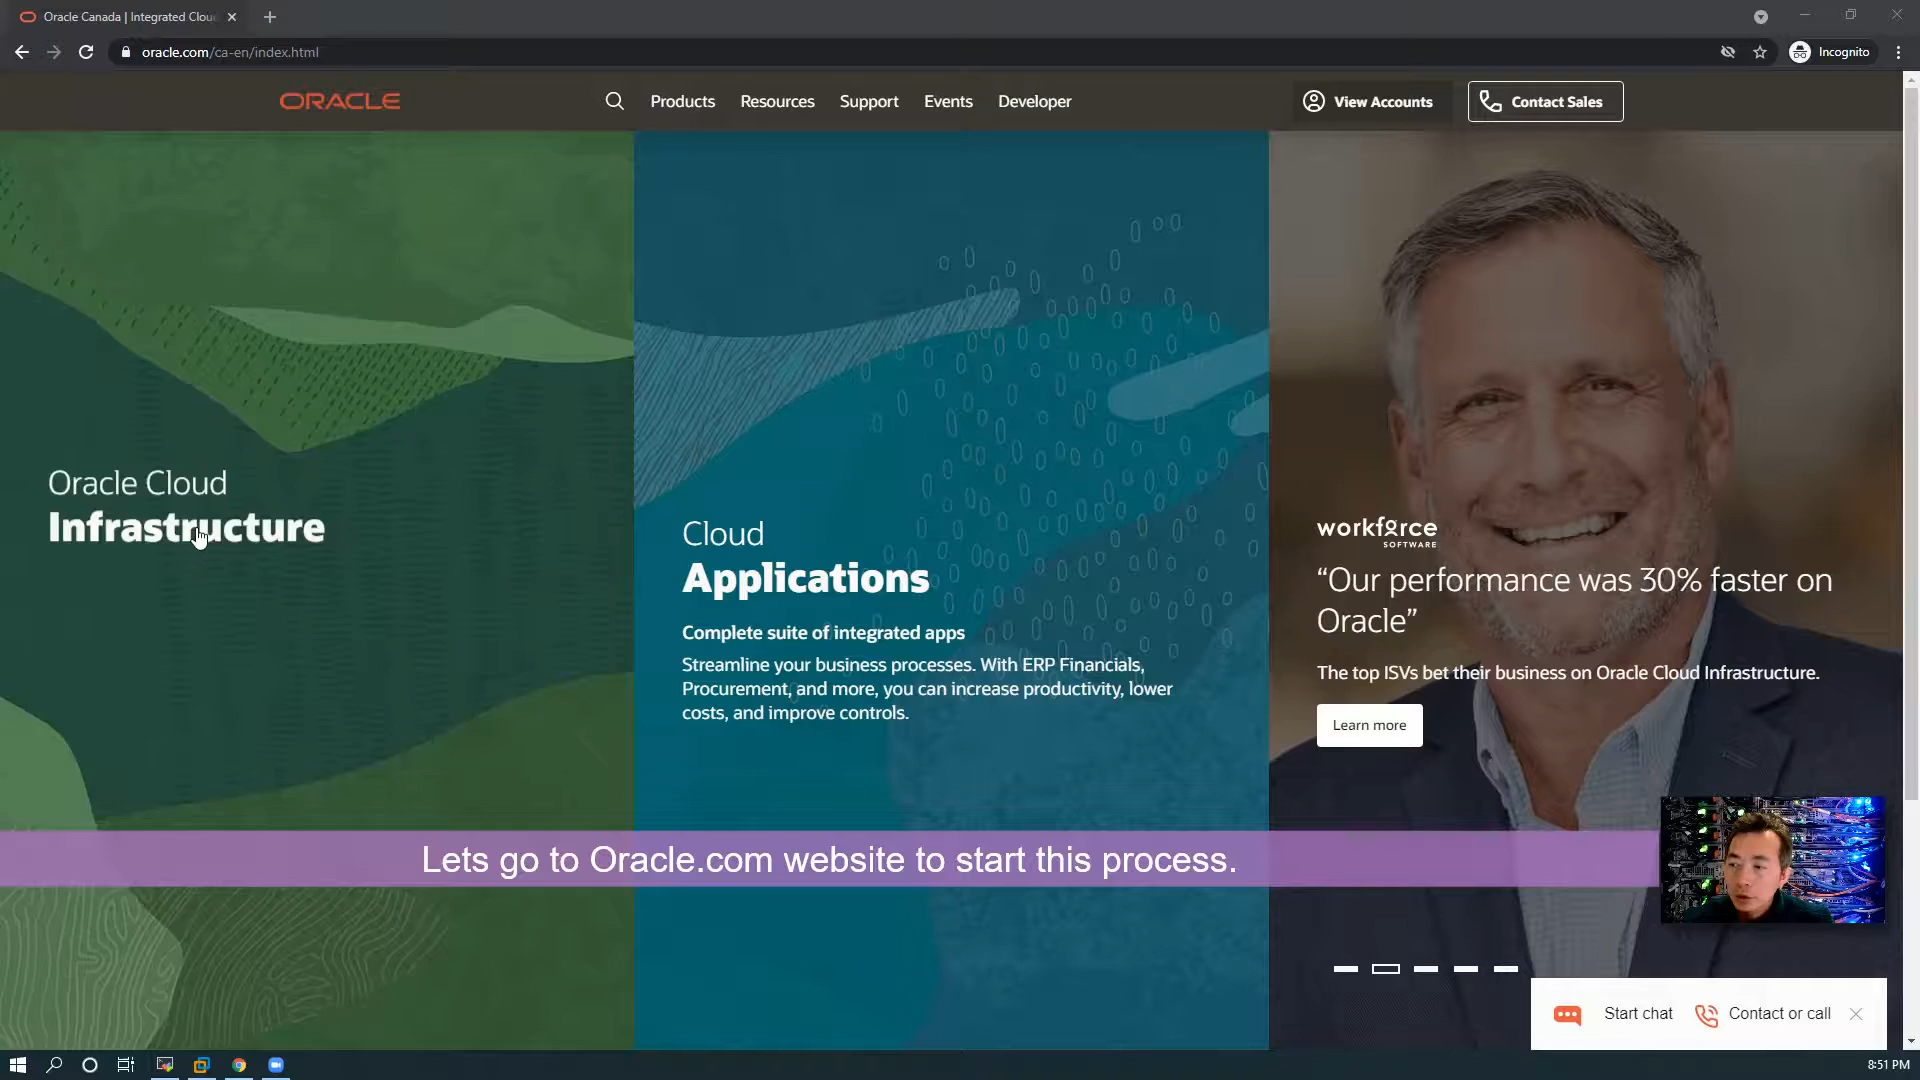 Oracle Canada | Integrated Clou
oracle.com/ca-en/index.html
Incognito
ORACLE
Products
Resources
Support
Events
Developer
View Accounts
Contact Sales
Oracle Cloud
Infrastructure
Cloud
Applications
Complete suite of integrated apps
Streamline your business processes. With ERP Financials,
Procurement, and more, you can increase productivity, lower
costs, and improve controls.
workforce
SOFTWARE
“Our performance was 30% faster on
Oracle”
The top ISVs bet their business on Oracle Cloud Infrastructure.
Learn more
Lets go to Oracle.com website to start this process.
Start chat
Contact or call
8:51 PM